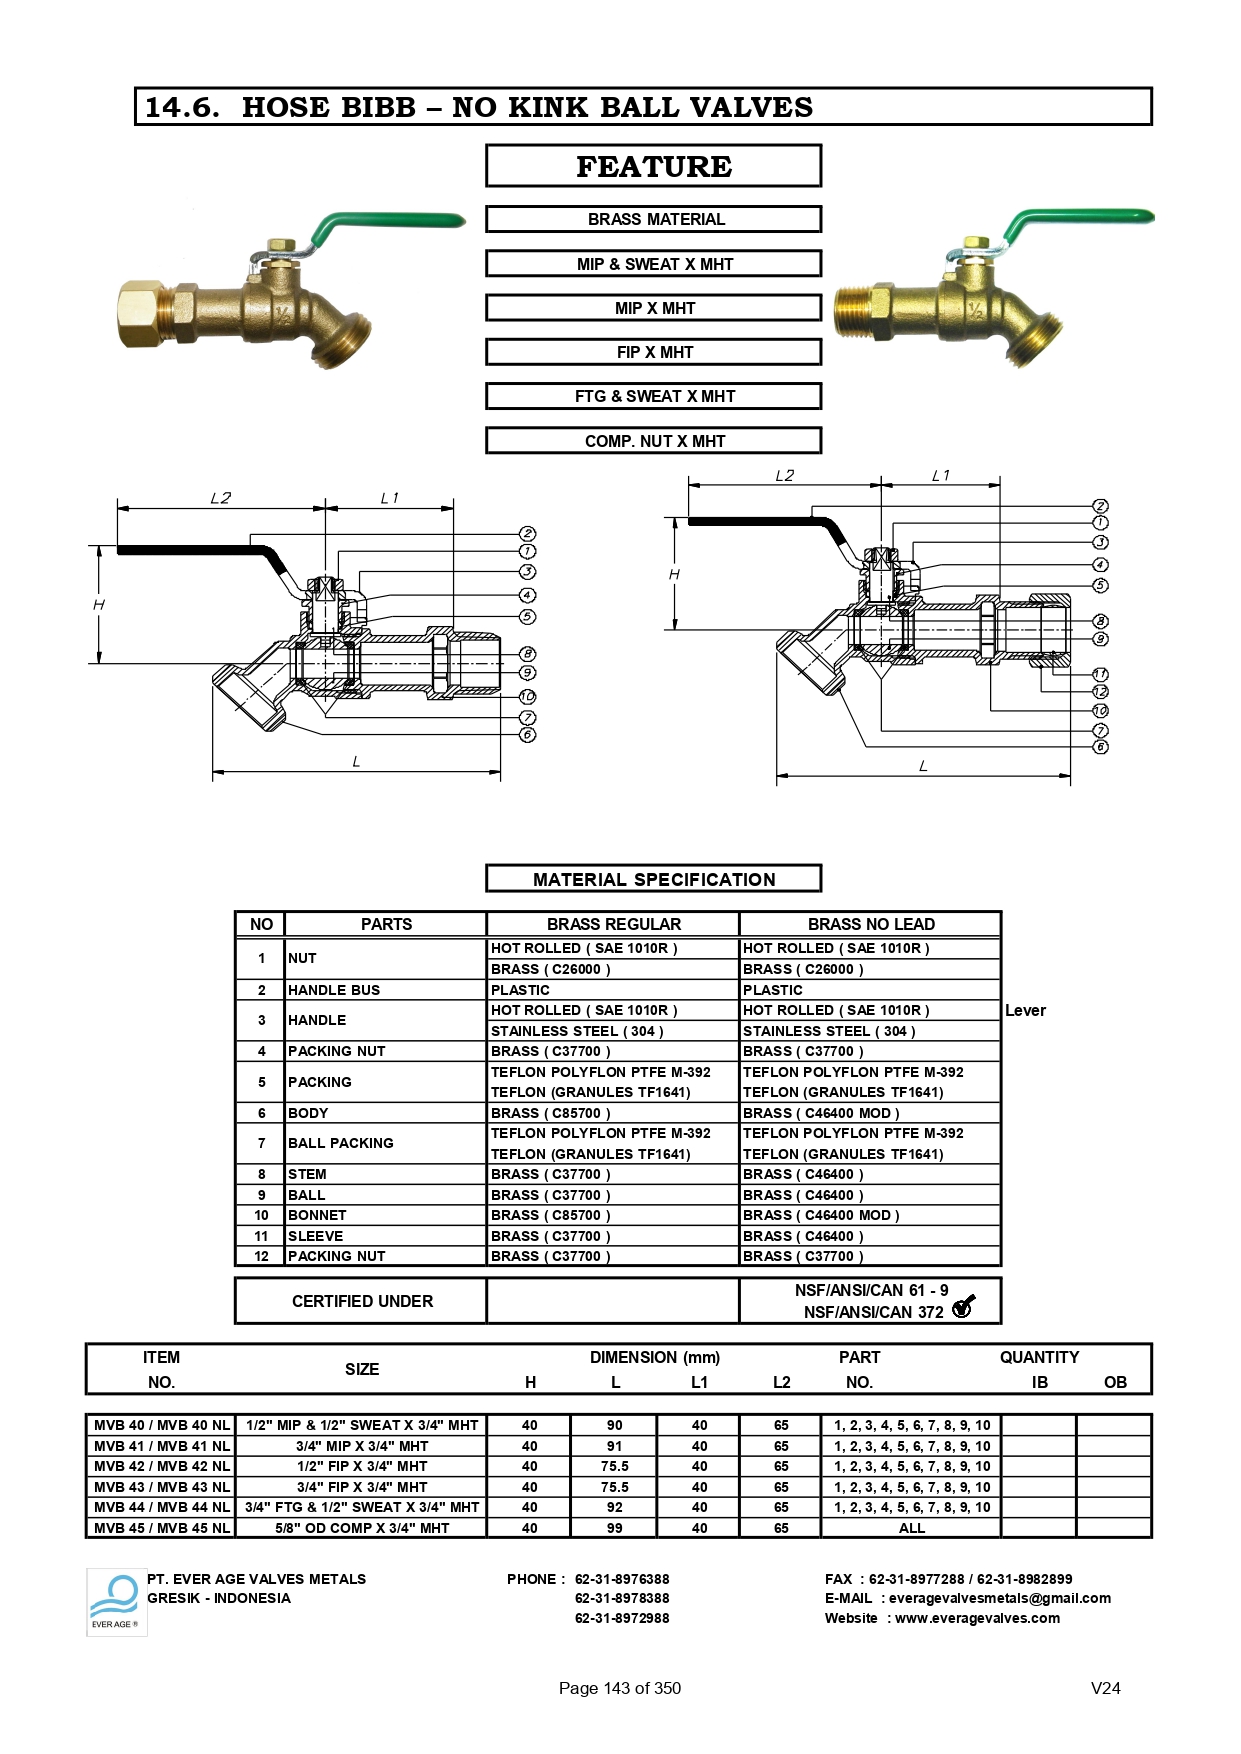 14.6. HOSE BIBB – NO KINK BALL VALVES
FEATURE
BRASS MATERIAL
MIP & SWEAT X MHT
MIP X MHT
FIP X MHT
FTG & SWEAT X MHT
COMP. NUT X MHT
1/2
1/2
L2 L1
H
2
1
3
4
5
8
9
10
7
6
L
L2 L1
H
2
1
3
4
5
8
9
11
12
10
7
6
L
MATERIAL SPECIFICATION
NO PARTS BRASS REGULAR BRASS NO LEAD
1 NUT HOT ROLLED ( SAE 1010R ) HOT ROLLED ( SAE 1010R )
BRASS ( C26000 ) BRASS ( C26000 )
2 HANDLE BUS PLASTIC PLASTIC
3 HANDLE HOT ROLLED ( SAE 1010R ) HOT ROLLED ( SAE 1010R ) Lever
STAINLESS STEEL ( 304 ) STAINLESS STEEL ( 304 )
4 PACKING NUT BRASS ( C37700 ) BRASS ( C37700 )
5 PACKING TEFLON POLYFLON PTFE M-392 TEFLON POLYFLON PTFE M-392
TEFLON (GRANULES TF1641) TEFLON (GRANULES TF1641)
6 BODY BRASS ( C85700 ) BRASS ( C46400 MOD )
7 BALL PACKING TEFLON POLYFLON PTFE M-392 TEFLON POLYFLON PTFE M-392
TEFLON (GRANULES TF1641) TEFLON (GRANULES TF1641)
8 STEM BRASS ( C37700 ) BRASS ( C46400 )
9 BALL BRASS ( C37700 ) BRASS ( C46400 )
10 BONNET BRASS ( C85700 ) BRASS ( C46400 MOD )
11 SLEEVE BRASS ( C37700 ) BRASS ( C46400 )
12 PACKING NUT BRASS ( C37700 ) BRASS ( C37700 )
CERTIFIED UNDER NSF/ANSI/CAN 61 - 9
NSF/ANSI/CAN 372
ITEM SIZE DIMENSION (mm) PART QUANTITY
NO. H L L1 L2 NO. IB OB
MVB 40 / MVB 40 NL 1/2" MIP & 1/2" SWEAT X 3/4" MHT 40 90 40 65 1, 2, 3, 4, 5, 6, 7, 8, 9, 10
MVB 41 / MVB 41 NL 3/4" MIP X 3/4" MHT 40 91 40 65 1, 2, 3, 4, 5, 6, 7, 8, 9, 10
MVB 42 / MVB 42 NL 1/2" FIP X 3/4" MHT 40 75.5 40 65 1, 2, 3, 4, 5, 6, 7, 8, 9, 10
MVB 43 / MVB 43 NL 3/4" FIP X 3/4" MHT 40 75.5 40 65 1, 2, 3, 4, 5, 6, 7, 8, 9, 10
MVB 44 / MVB 44 NL 3/4" FTG & 1/2" SWEAT X 3/4" MHT 40 92 40 65 1, 2, 3, 4, 5, 6, 7, 8, 9, 10
MVB 45 / MVB 45 NL 5/8" OD COMP X 3/4" MHT 40 99 40 65 ALL
PT. EVER AGE VALVES METALS PHONE : 62-31-8976388 FAX : 62-31-8977288 / 62-31-8982899
GRESIK - INDONESIA 62-31-8978388 E-MAIL : everagevalvesmetals@gmail.com
62-31-8972988 Website : www.everagevalves.com
EVER AGE ®
Page 143 of 350 V24